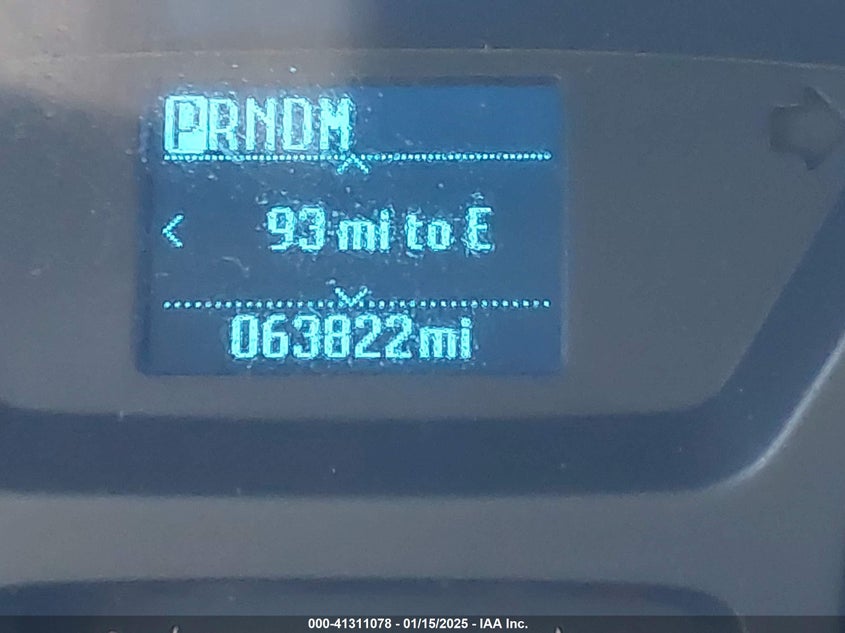 PRNDM
< 93 mi to E
063822mi
000-41311078 - 01/15/2025 - IAA Inc.